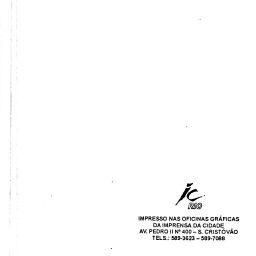 ic
RIO
IMPRESSO NAS OFICINAS GRÁFICAS
DA IMPRENSA DA CIDADE
AV. PEDRO II Nº 400 – S. CRISTÓVÃO
TELS.: 589-3623 – 589-7088